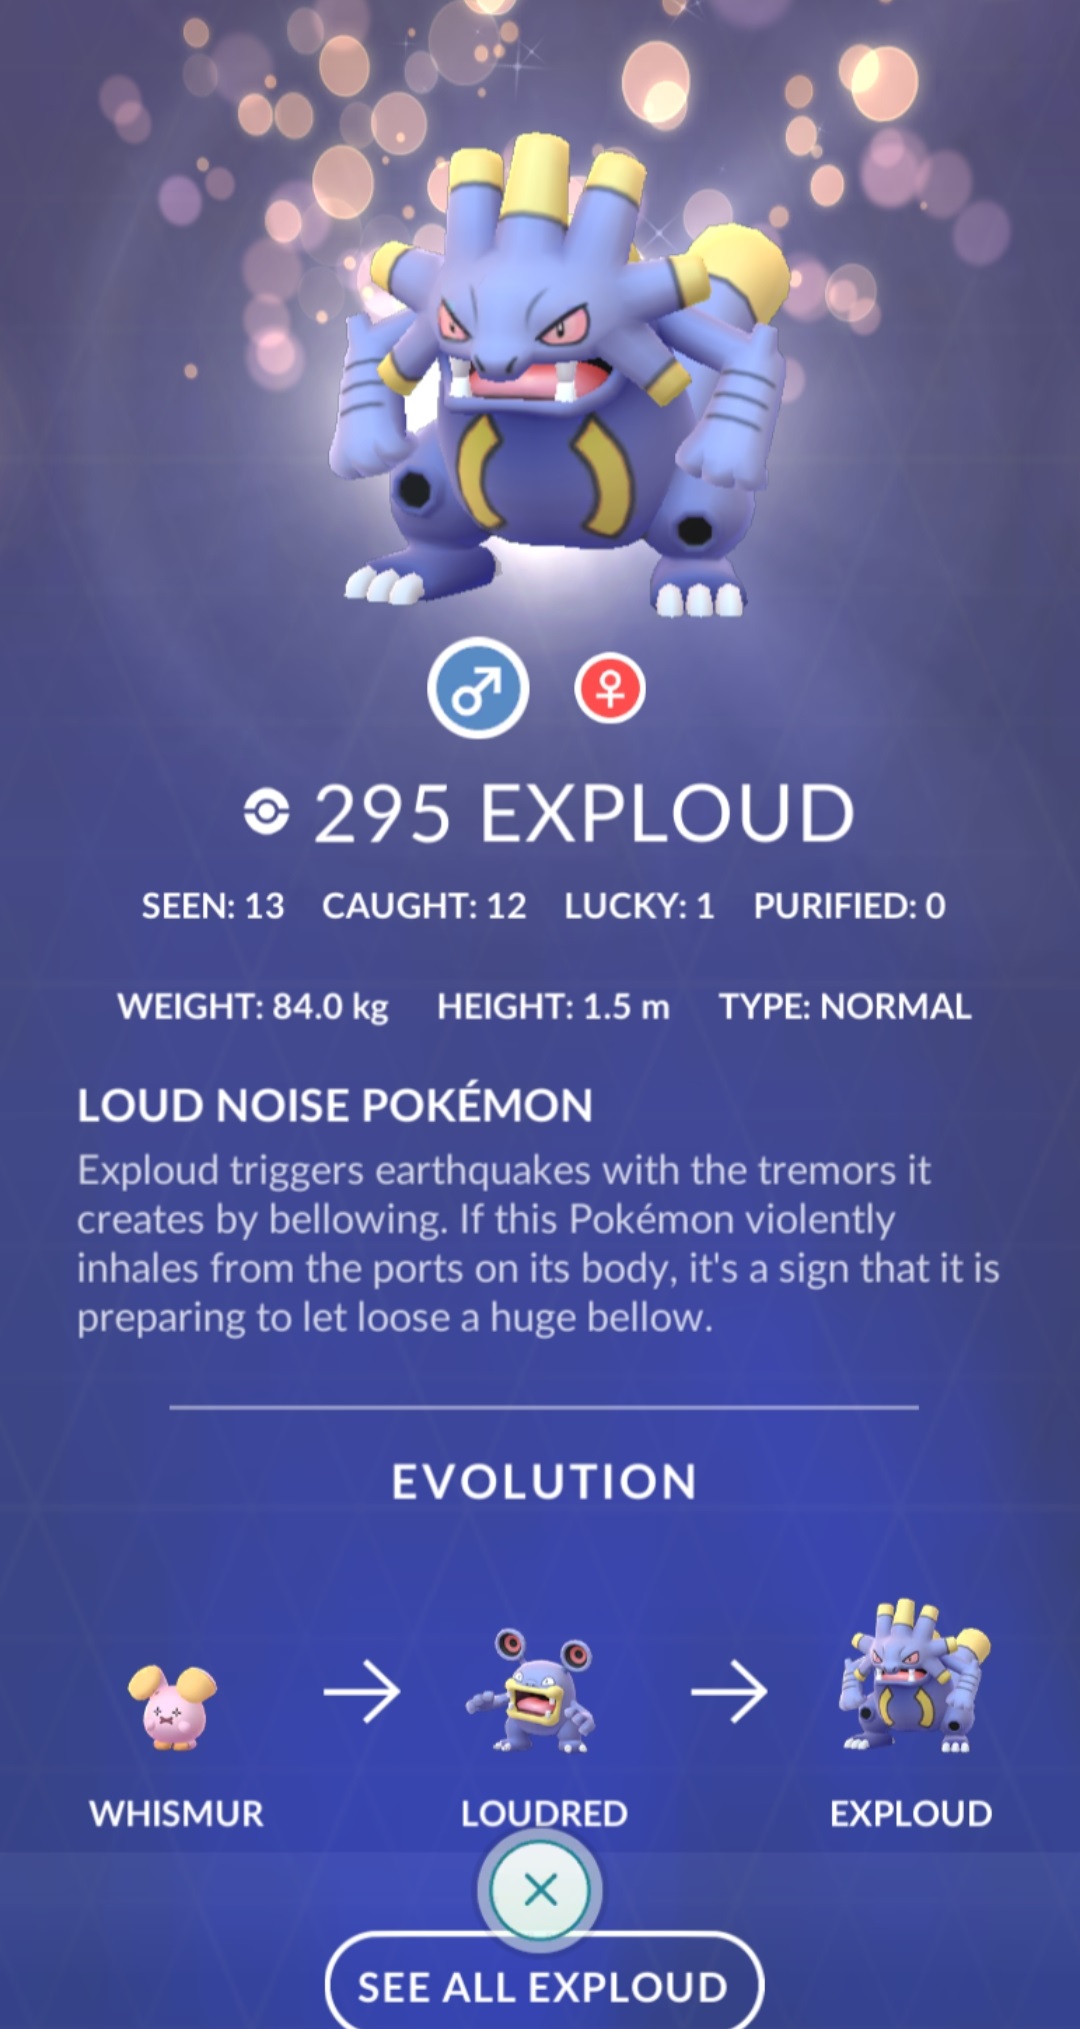 295 EXPLOUD
SEEN: 13 CAUGHT: 12 LUCKY: 1 PURIFIED: 0
WEIGHT: 84.0 kg HEIGHT: 1.5 m TYPE: NORMAL
LOUD NOISE POKÉMON
Exploud triggers earthquakes with the tremors it
creates by bellowing. If this Pokémon violently
inhales from the ports on its body, it's a sign that it is
preparing to let loose a huge bellow.
EVOLUTION
WHISMUR LOUDRED EXPLOUD
SEE ALL EXPLOUD